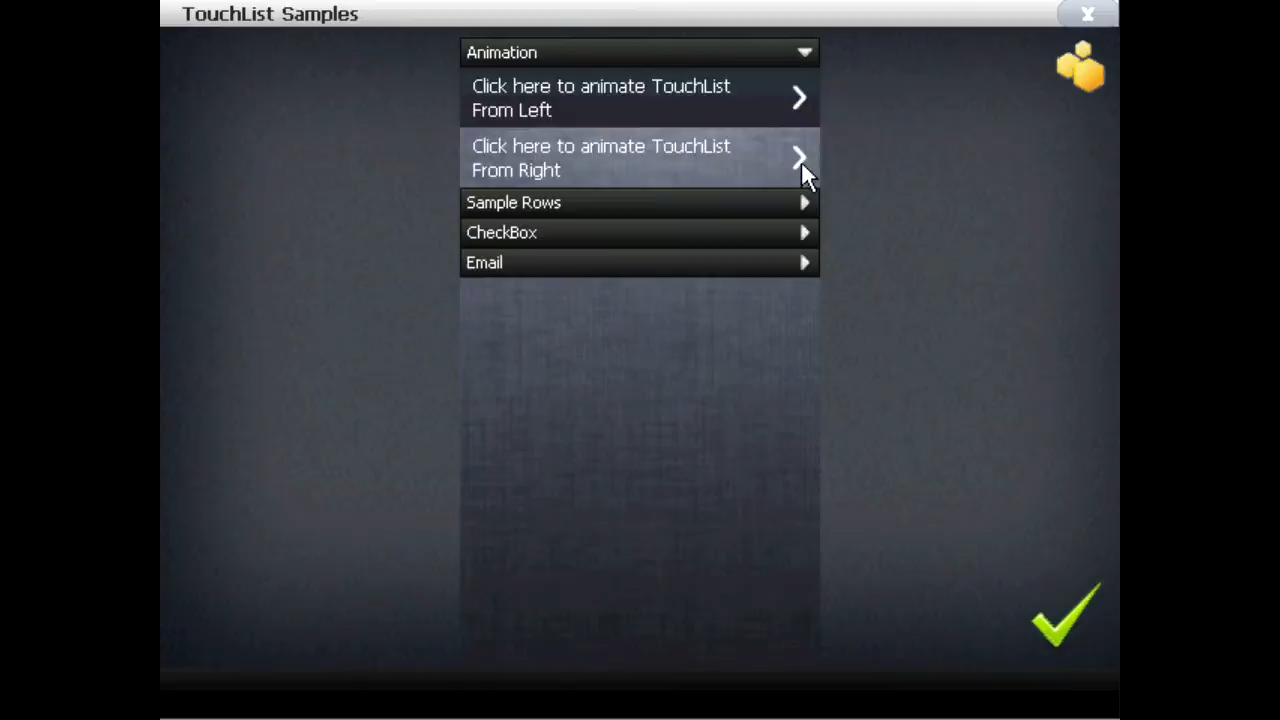 TouchList Samples
x
Animation
Click here to animate TouchList
From Left
Click here to animate TouchList
From Right
Sample Rows
CheckBox
Email